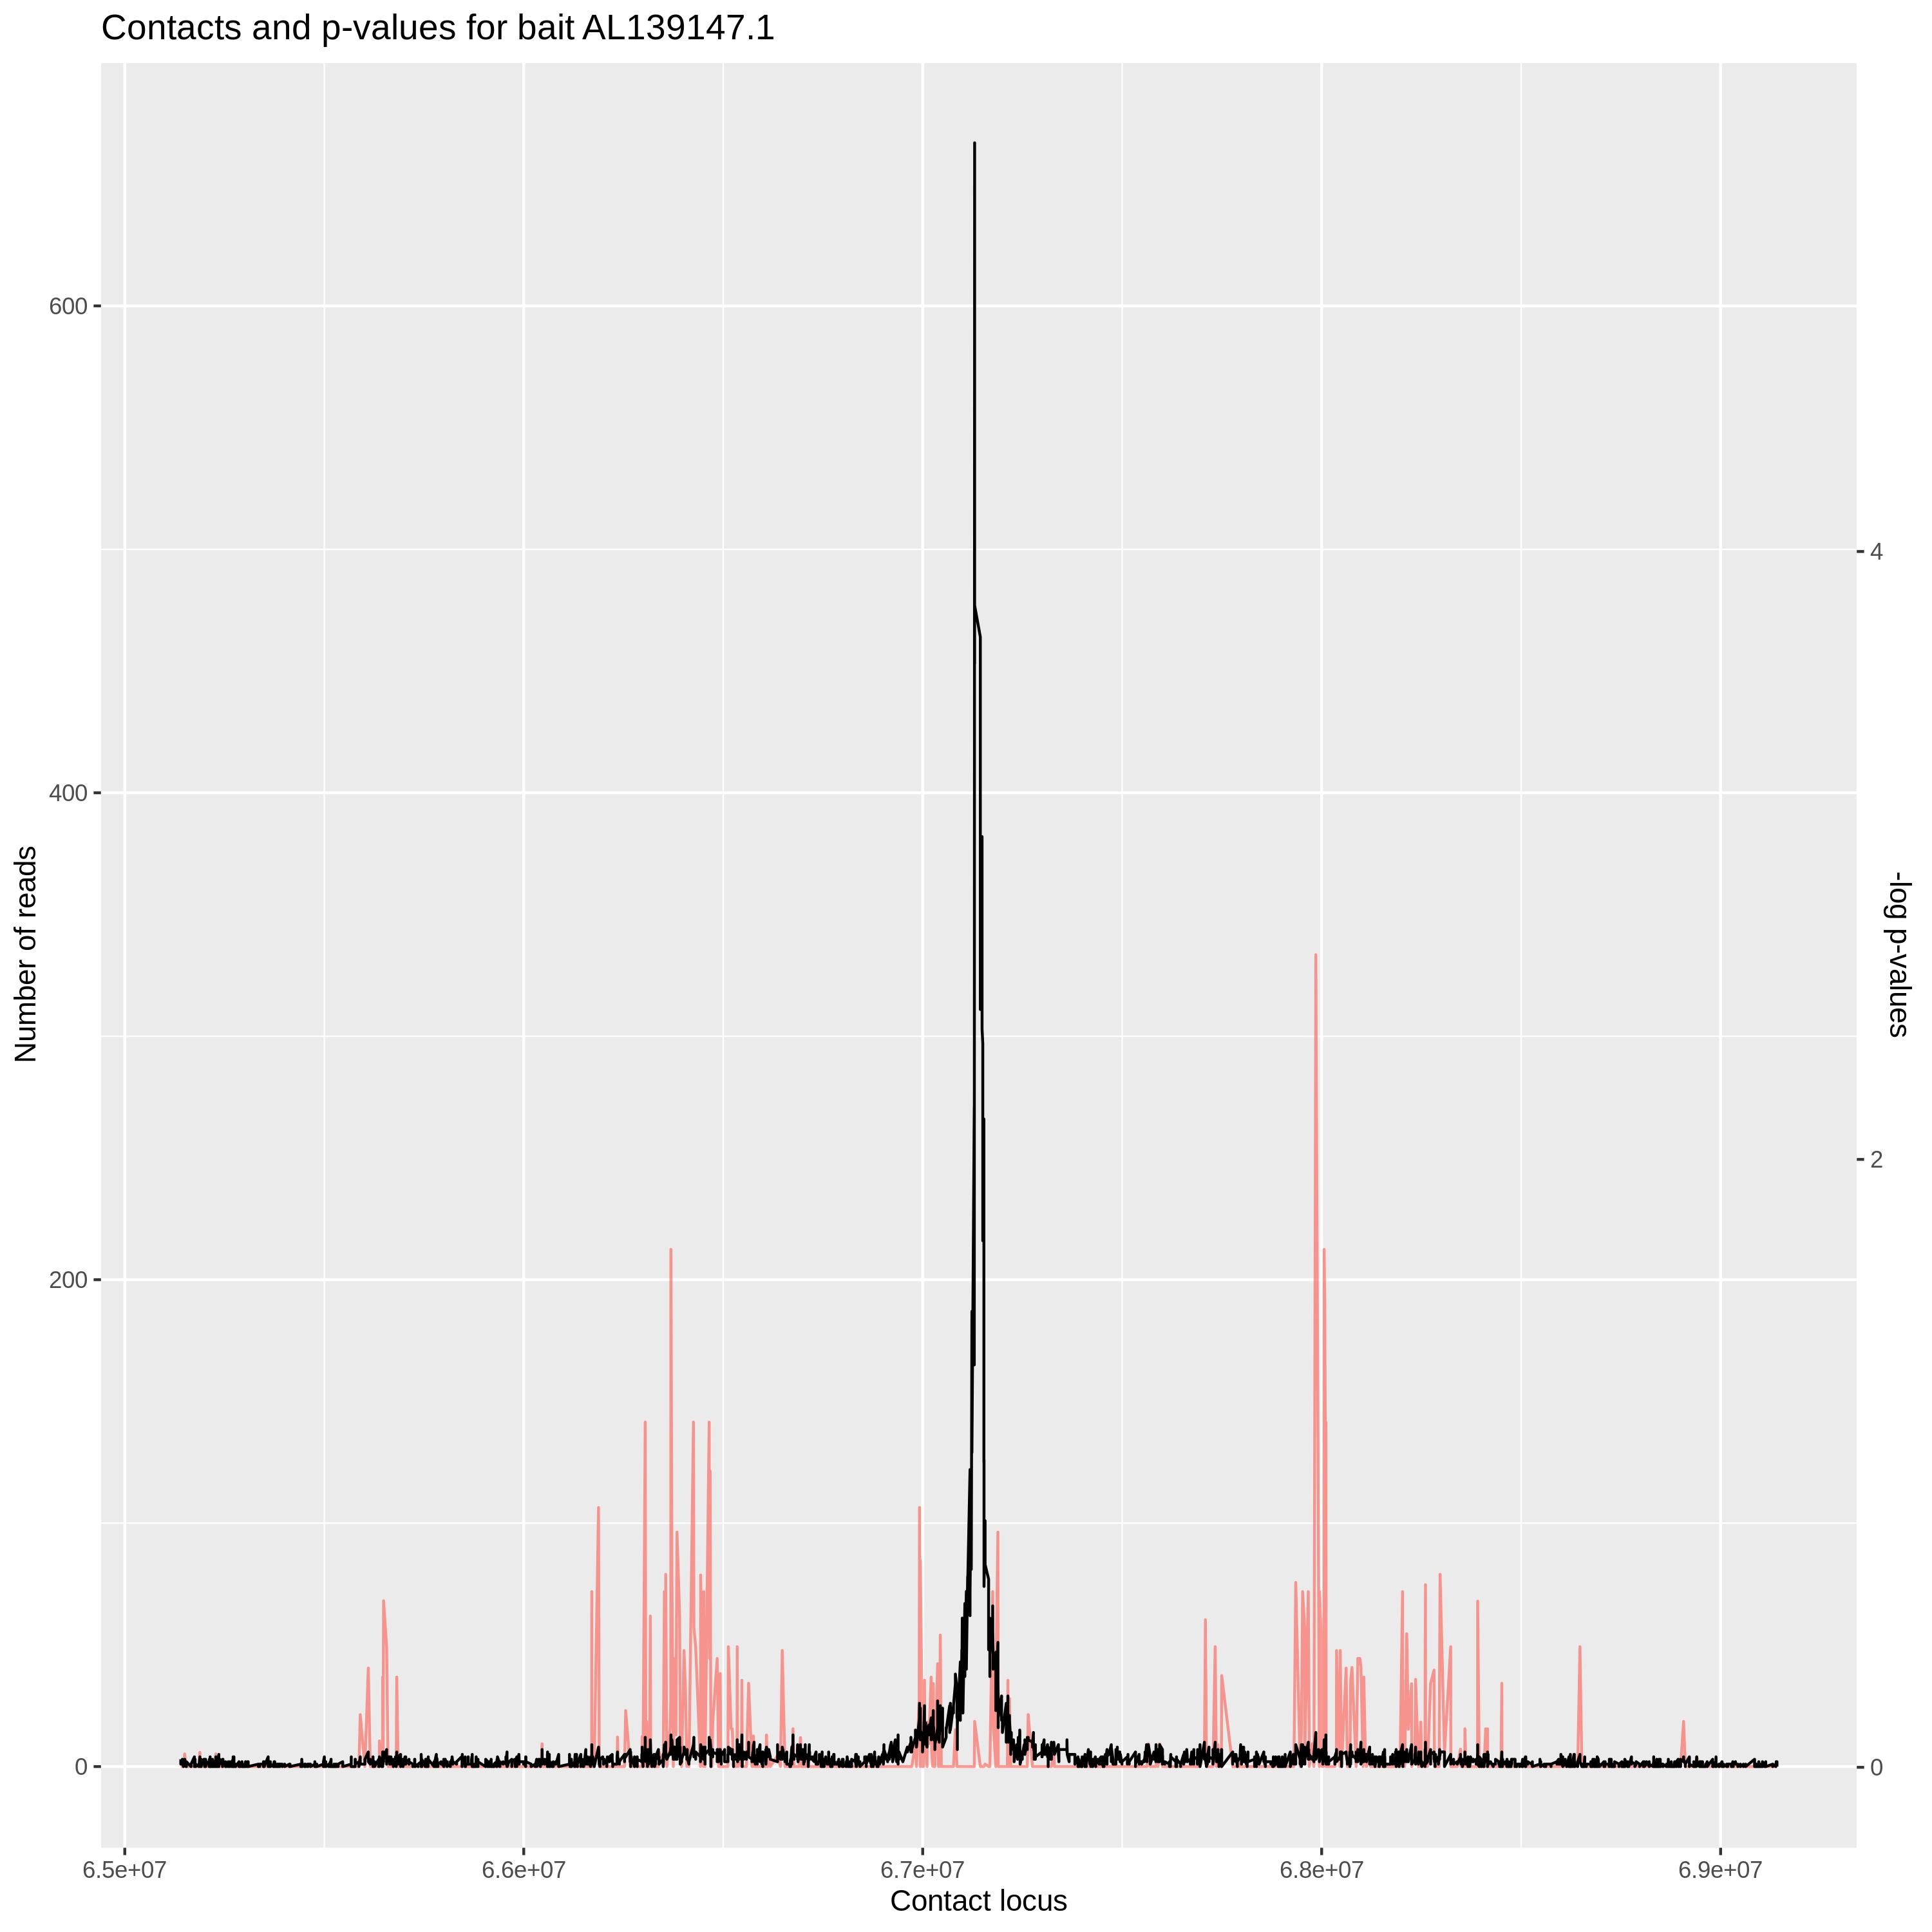 Contacts and p-values for bait AL139147.1
600
400
200
0
Number of reads
4
2
0
-log p-values
6.5e+07
6.6e+07
6.7e+07
6.8e+07
6.9e+07
Contact locus